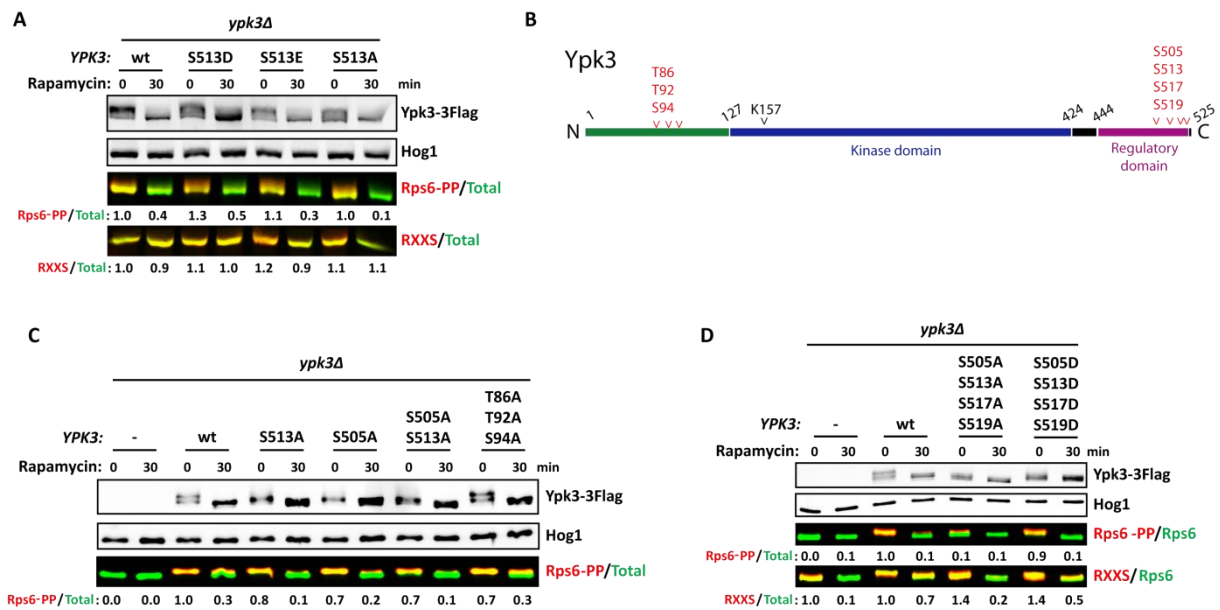 A
ypk3Δ
YPK3: wt S513D S513E S513A
Rapamycin: 0 30 0 30 0 30 0 30 min
Ypk3-3Flag
Hog1
Rps6-PP/Total
Rps6-PP/Total: 1.0 0.4 1.3 0.5 1.1 0.3 1.0 0.1
RXXS/Total
RXXS/Total: 1.0 0.9 1.1 1.0 1.2 0.9 1.1 1.1
B
Ypk3
T86
T92
S94
S505
S513
S517
S519
1 127 K157 424 444 525
N C
Kinase domain
Regulatory
domain
C
ypk3Δ
T86A
S505A T92A
YPK3: - wt S513A S505A S513A S94A
Rapamycin: 0 30 0 30 0 30 0 30 0 30 0 30 min
Ypk3-3Flag
Hog1
Rps6-PP/Total
Rps6-PP/Total: 0.0 0.0 1.0 0.3 0.8 0.1 0.7 0.2 0.7 0.1 0.7 0.3
D
ypk3Δ
S505A S505D
S513A S513D
S517A S517D
YPK3: - wt S519A S519D
Rapamycin: 0 30 0 30 0 30 0 30 min
Ypk3-3Flag
Hog1
Rps6 -PP/Rps6
Rps6-PP/Total: 0.0 0.1 1.0 0.1 0.1 0.1 0.9 0.1
RXXS/Rps6
RXXS/Total: 1.0 0.1 1.0 0.7 1.4 0.2 1.4 0.5